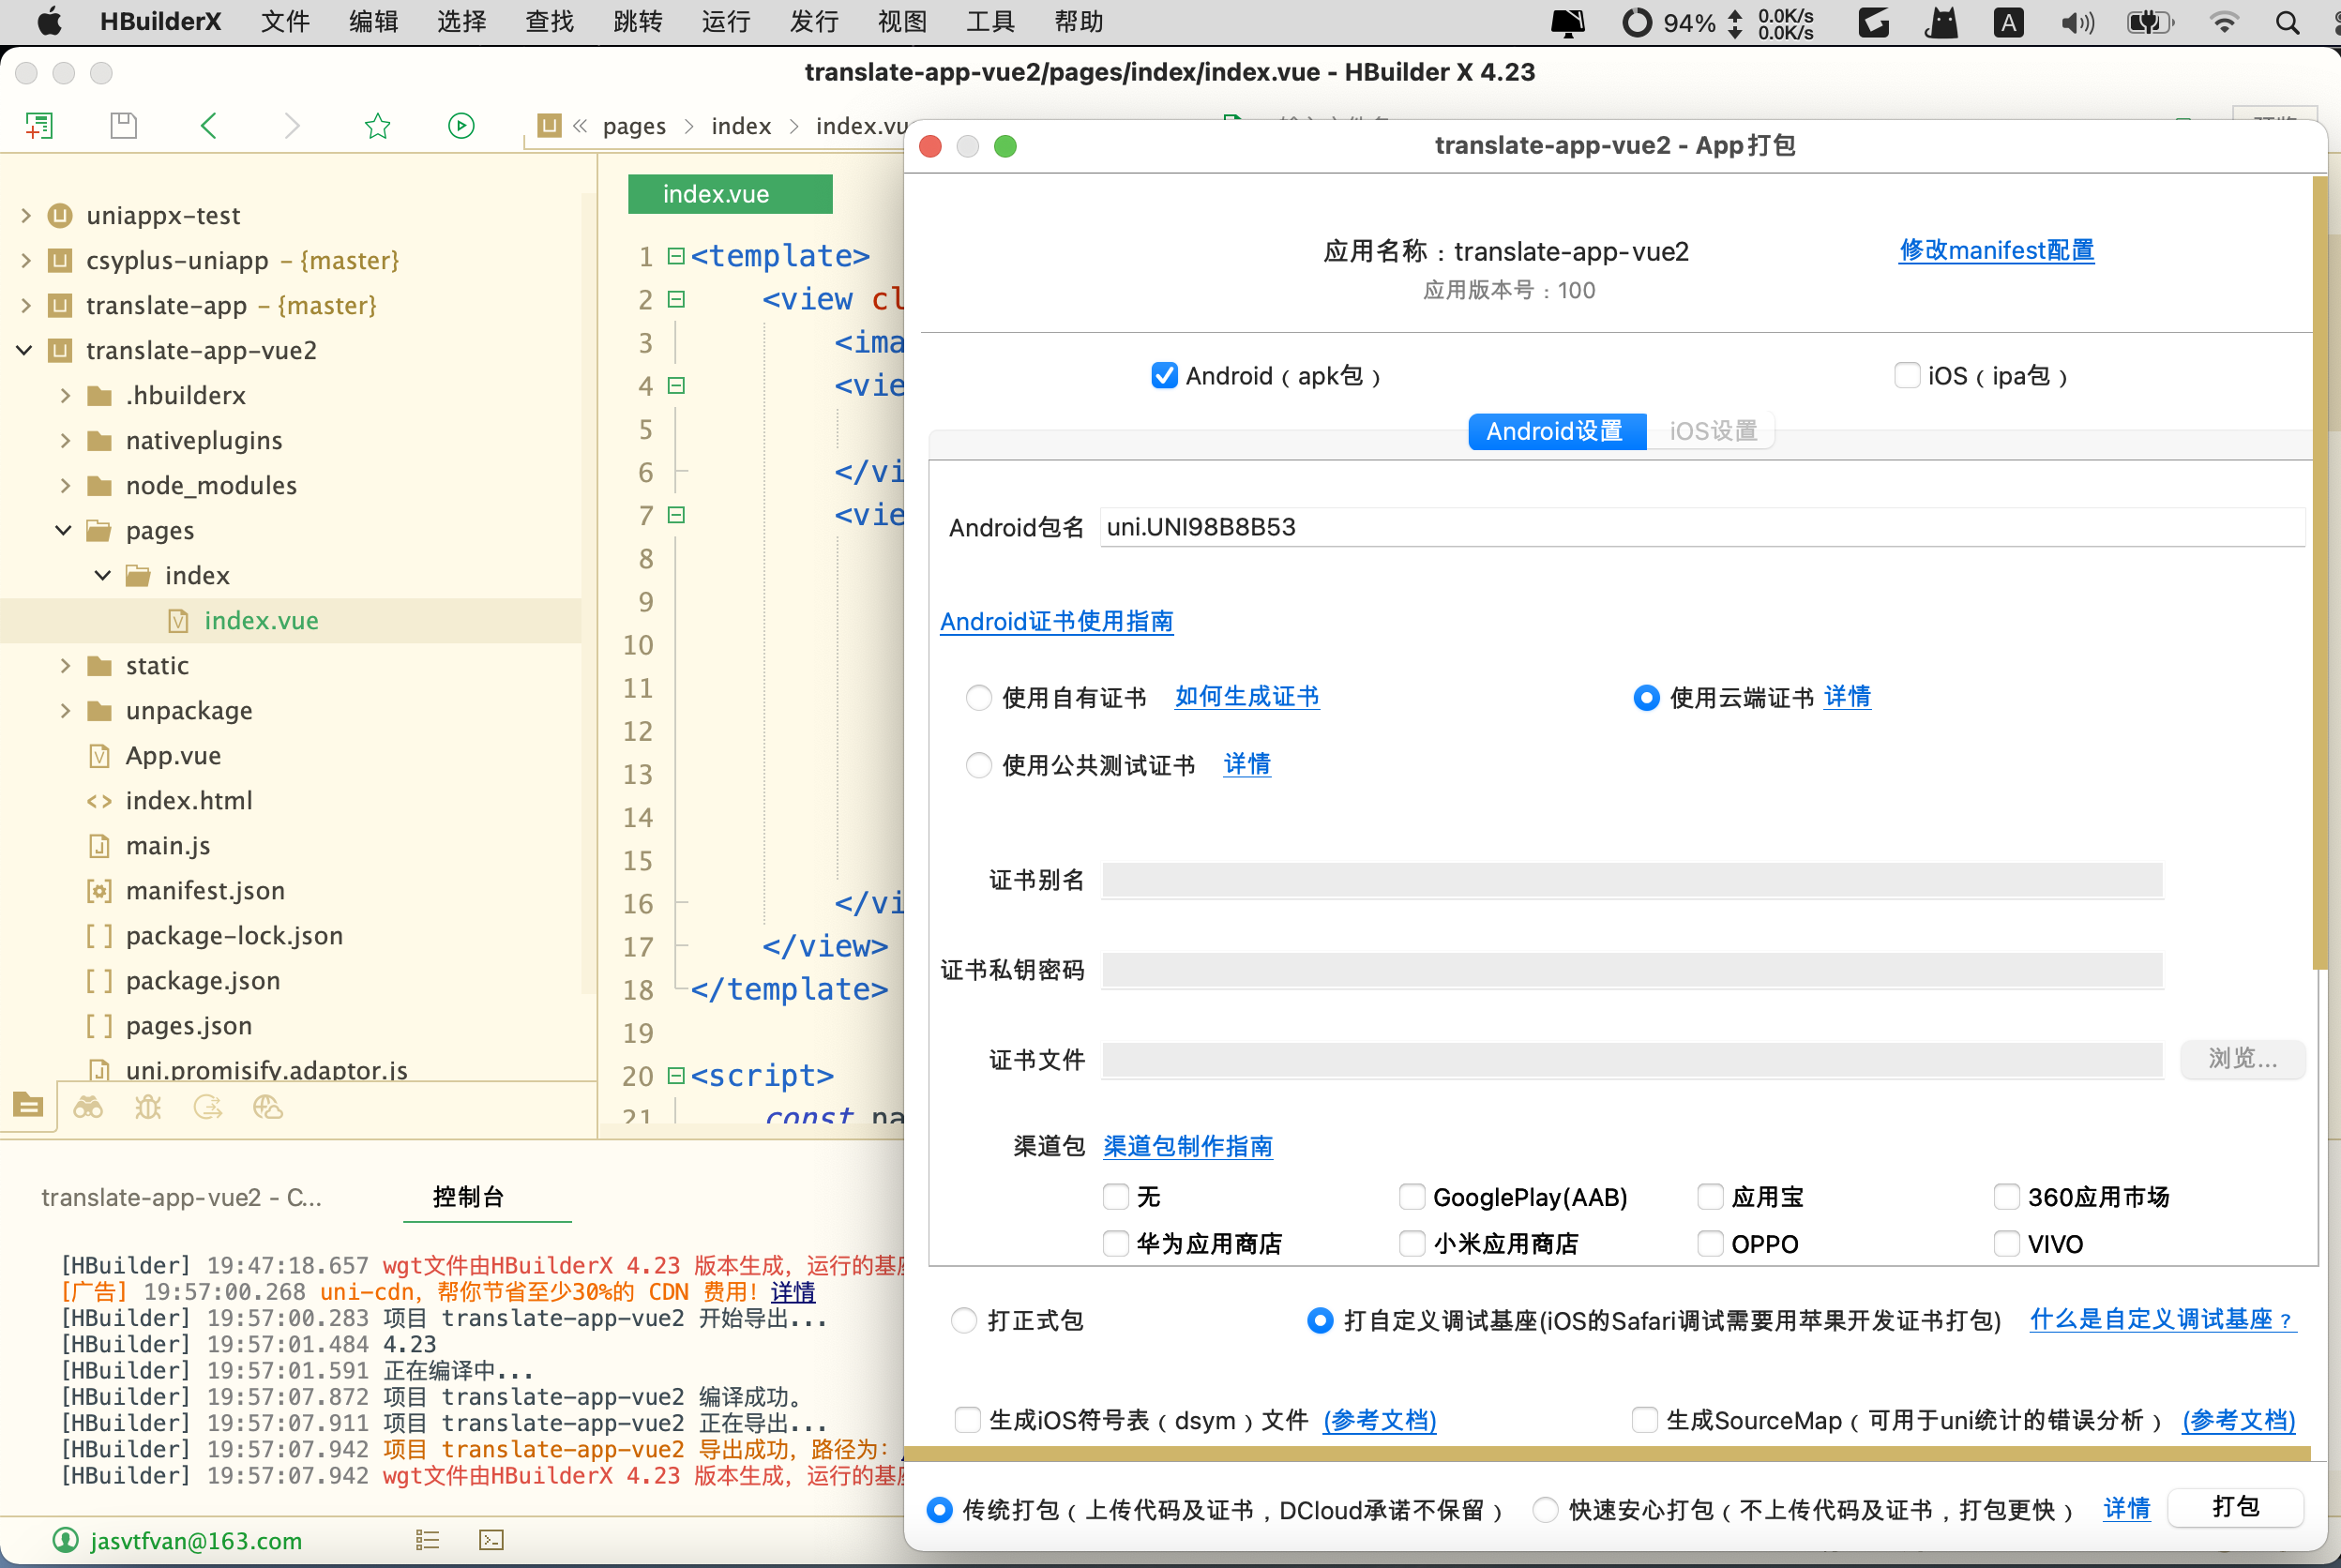 HBuilderX 文件 编辑 选择 查找 跳转 运行 发行 视图 工具 帮助 94% 0.0K/s 0.0K/s A
translate-app-vue2/pages/index/index.vue - HBuilder X 4.23
pages > index > index.vu
uniappx-test
csyplus-uniapp - {master}
translate-app - {master}
translate-app-vue2
.hbuilderx
nativeplugins
node_modules
pages
index
index.vue
static
unpackage
App.vue
index.html
main.js
manifest.json
package-lock.json
package.json
pages.json
uni.promisify.adaptor.js
index.vue
1 <template>
2 <view cl
3 <ima
4 <vie
5
6 </vi
7 <vie
8
9
10
11
12
13
14
15
16 </vi
17 </view>
18 </template>
19
20 <script>
21 const na
translate-app-vue2 - App打包
应用名称：translate-app-vue2 修改manifest配置
应用版本号：100
Android（apk包） iOS（ipa包）
Android设置 iOS设置
Android包名 uni.UNI98B8B53
Android证书使用指南
使用自有证书 如何生成证书 使用云端证书 详情
使用公共测试证书 详情
证书别名
证书私钥密码
证书文件 浏览...
渠道包 渠道包制作指南
无 GooglePlay(AAB) 应用宝 360应用市场
华为应用商店 小米应用商店 OPPO VIVO
打正式包 打自定义调试基座(iOS的Safari调试需要用苹果开发证书打包) 什么是自定义调试基座？
生成iOS符号表（dsym）文件 (参考文档) 生成SourceMap（可用于uni统计的错误分析） (参考文档)
传统打包（上传代码及证书，DCloud承诺不保留） 快速安心打包（不上传代码及证书，打包更快） 详情 打包
translate-app-vue2 - C... 控制台
[HBuilder] 19:47:18.657 wgt文件由HBuilderX 4.23 版本生成，运行的基座
[广告] 19:57:00.268 uni-cdn，帮你节省至少30%的 CDN 费用！详情
[HBuilder] 19:57:00.283 项目 translate-app-vue2 开始导出...
[HBuilder] 19:57:01.484 4.23
[HBuilder] 19:57:01.591 正在编译中...
[HBuilder] 19:57:07.872 项目 translate-app-vue2 编译成功。
[HBuilder] 19:57:07.911 项目 translate-app-vue2 正在导出...
[HBuilder] 19:57:07.942 项目 translate-app-vue2 导出成功，路径为：
[HBuilder] 19:57:07.942 wgt文件由HBuilderX 4.23 版本生成，运行的基座
jasvtfvan@163.com